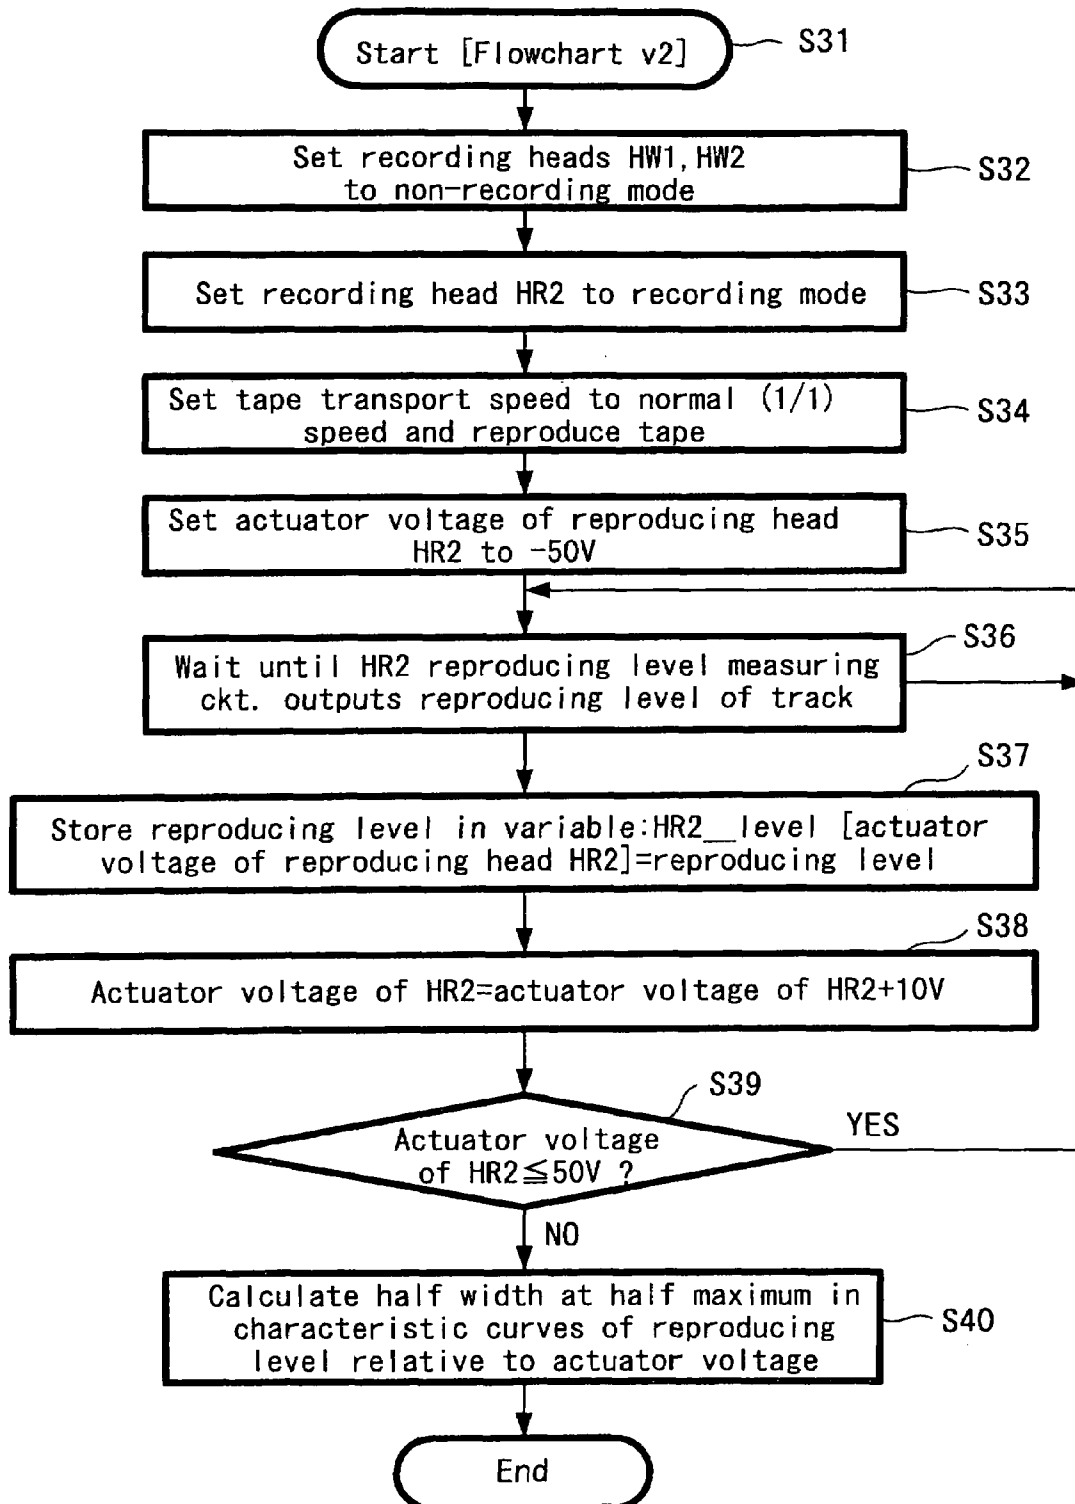 Start [Flowchart v2]
S31
Set recording heads HW1,HW2
to non-recording mode
S32
Set recording head HR2 to recording mode
S33
Set tape transport speed to normal (1/1)
speed and reproduce tape
S34
Set actuator voltage of reproducing head
HR2 to -50V
S35
S36
Wait until HR2 reproducing level measuring
ckt. outputs reproducing level of track
S37
Store reproducing level in variable:HR2__level [actuator
voltage of reproducing head HR2]=reproducing level
S38
Actuator voltage of HR2=actuator voltage of HR2+10V
S39
Actuator voltage
of HR2≦50V ?
YES
NO
Calculate half width at half maximum in
characteristic curves of reproducing
level relative to actuator voltage
S40
End